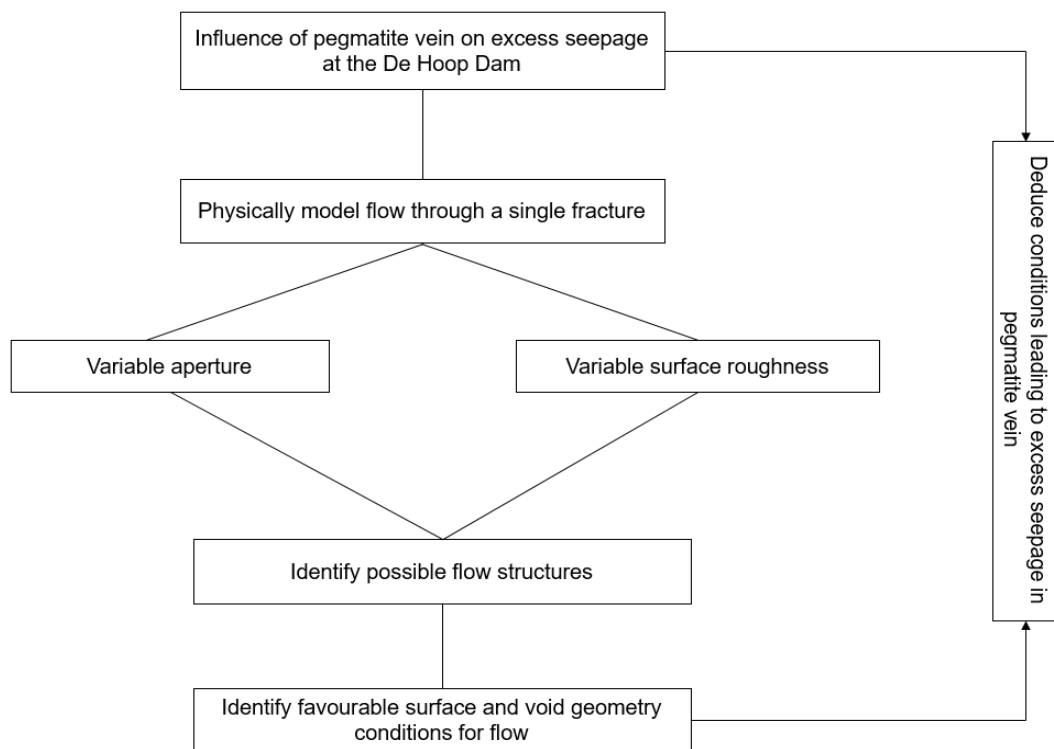 Influence of pegmatite vein on excess seepage
at the De Hoop Dam
Physically model flow through a single fracture
Variable aperture
Variable surface roughness
Identify possible flow structures
Identify favourable surface and void geometry
conditions for flow
Deduce conditions leading to excess seepage in
pegmatite vein